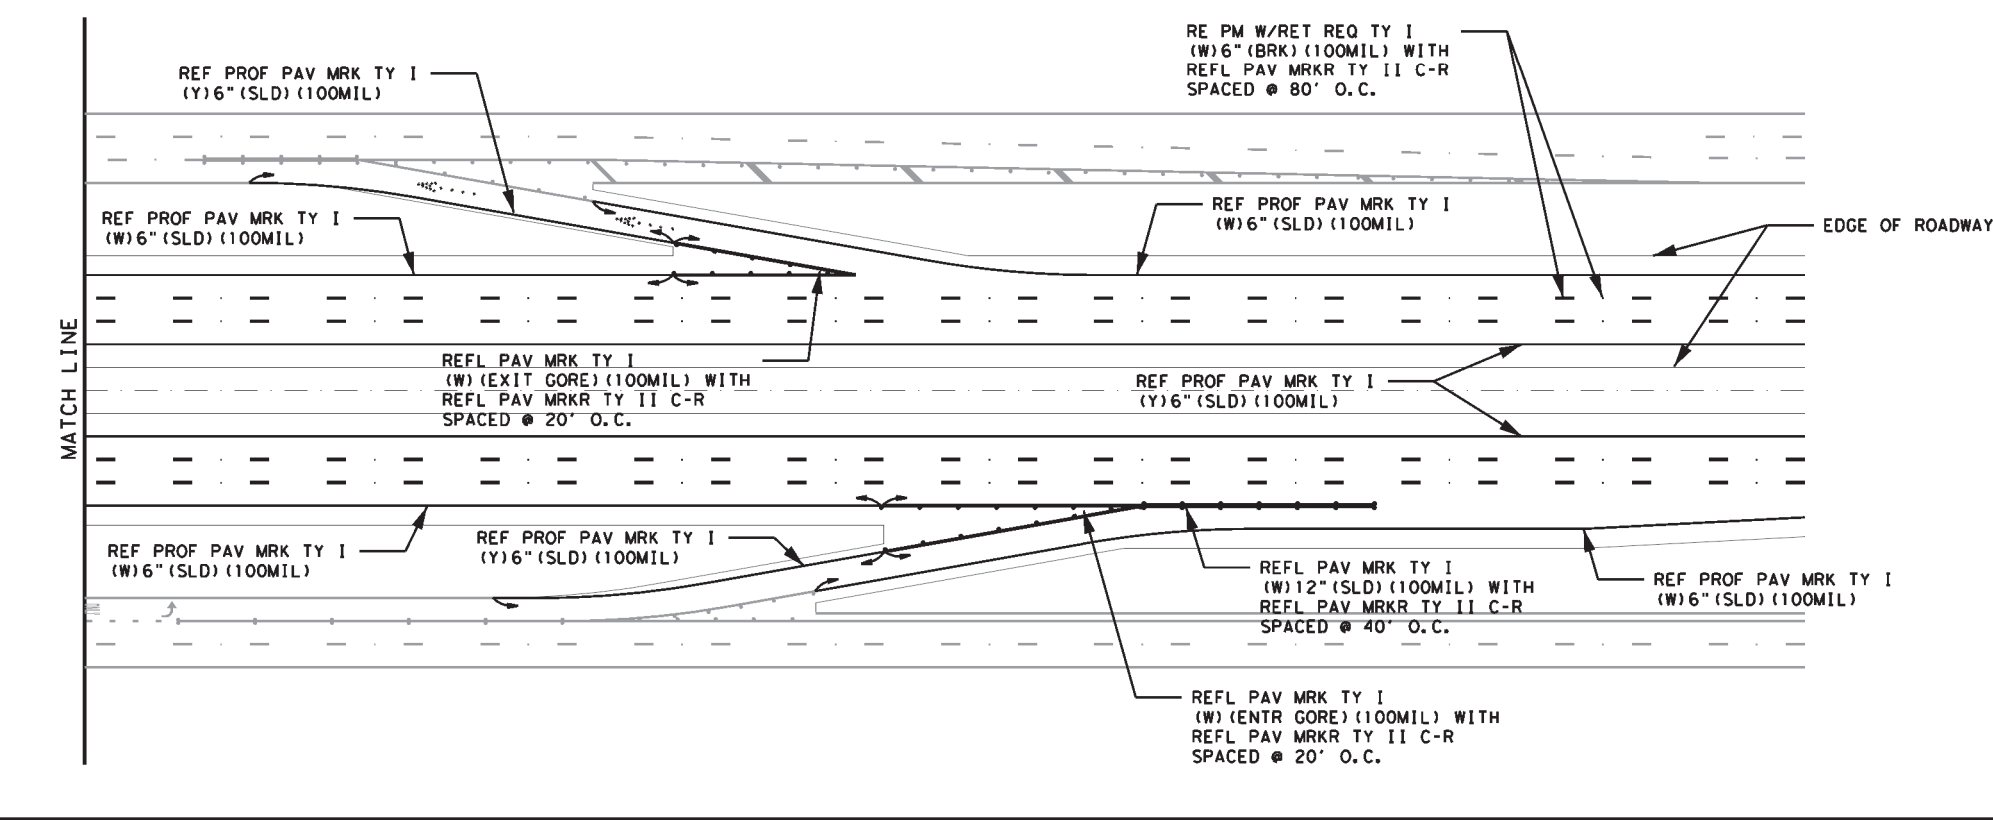 RE PM W/RET REQ TY I
(W)6"(BRK)(100MIL) WITH
REFL PAV MRKR TY II C-R
SPACED @ 80' O.C.
REF PROF PAV MRK TY I
(Y)6"(SLD)(100MIL)
REF PROF PAV MRK TY I
(W)6"(SLD)(100MIL)
REF PROF PAV MRK TY I
(W)6"(SLD)(100MIL)
EDGE OF ROADWAY
MATCH LINE
REFL PAV MRK TY I
(W)(EXIT GORE)(100MIL) WITH
REFL PAV MRKR TY II C-R
SPACED @ 20' O.C.
REF PROF PAV MRK TY I
(Y)6"(SLD)(100MIL)
REF PROF PAV MRK TY I
(W)6"(SLD)(100MIL)
REF PROF PAV MRK TY I
(Y)6"(SLD)(100MIL)
REFL PAV MRK TY I
(W)12"(SLD)(100MIL) WITH
REFL PAV MRKR TY II C-R
SPACED @ 40' O.C.
REF PROF PAV MRK TY I
(W)6"(SLD)(100MIL)
REFL PAV MRK TY I
(W)(ENTR GORE)(100MIL) WITH
REFL PAV MRKR TY II C-R
SPACED @ 20' O.C.